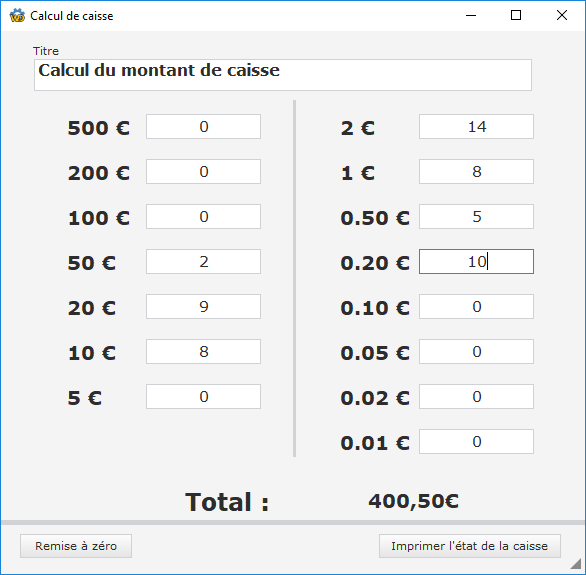 Calcul de caisse
Titre
Calcul du montant de caisse
500 € 0
200 € 0
100 € 0
50 € 2
20 € 9
10 € 8
5 € 0
2 € 14
1 € 8
0.50 € 5
0.20 € 10
0.10 € 0
0.05 € 0
0.02 € 0
0.01 € 0
Total : 400,50€
Remise à zéro
Imprimer l'état de la caisse